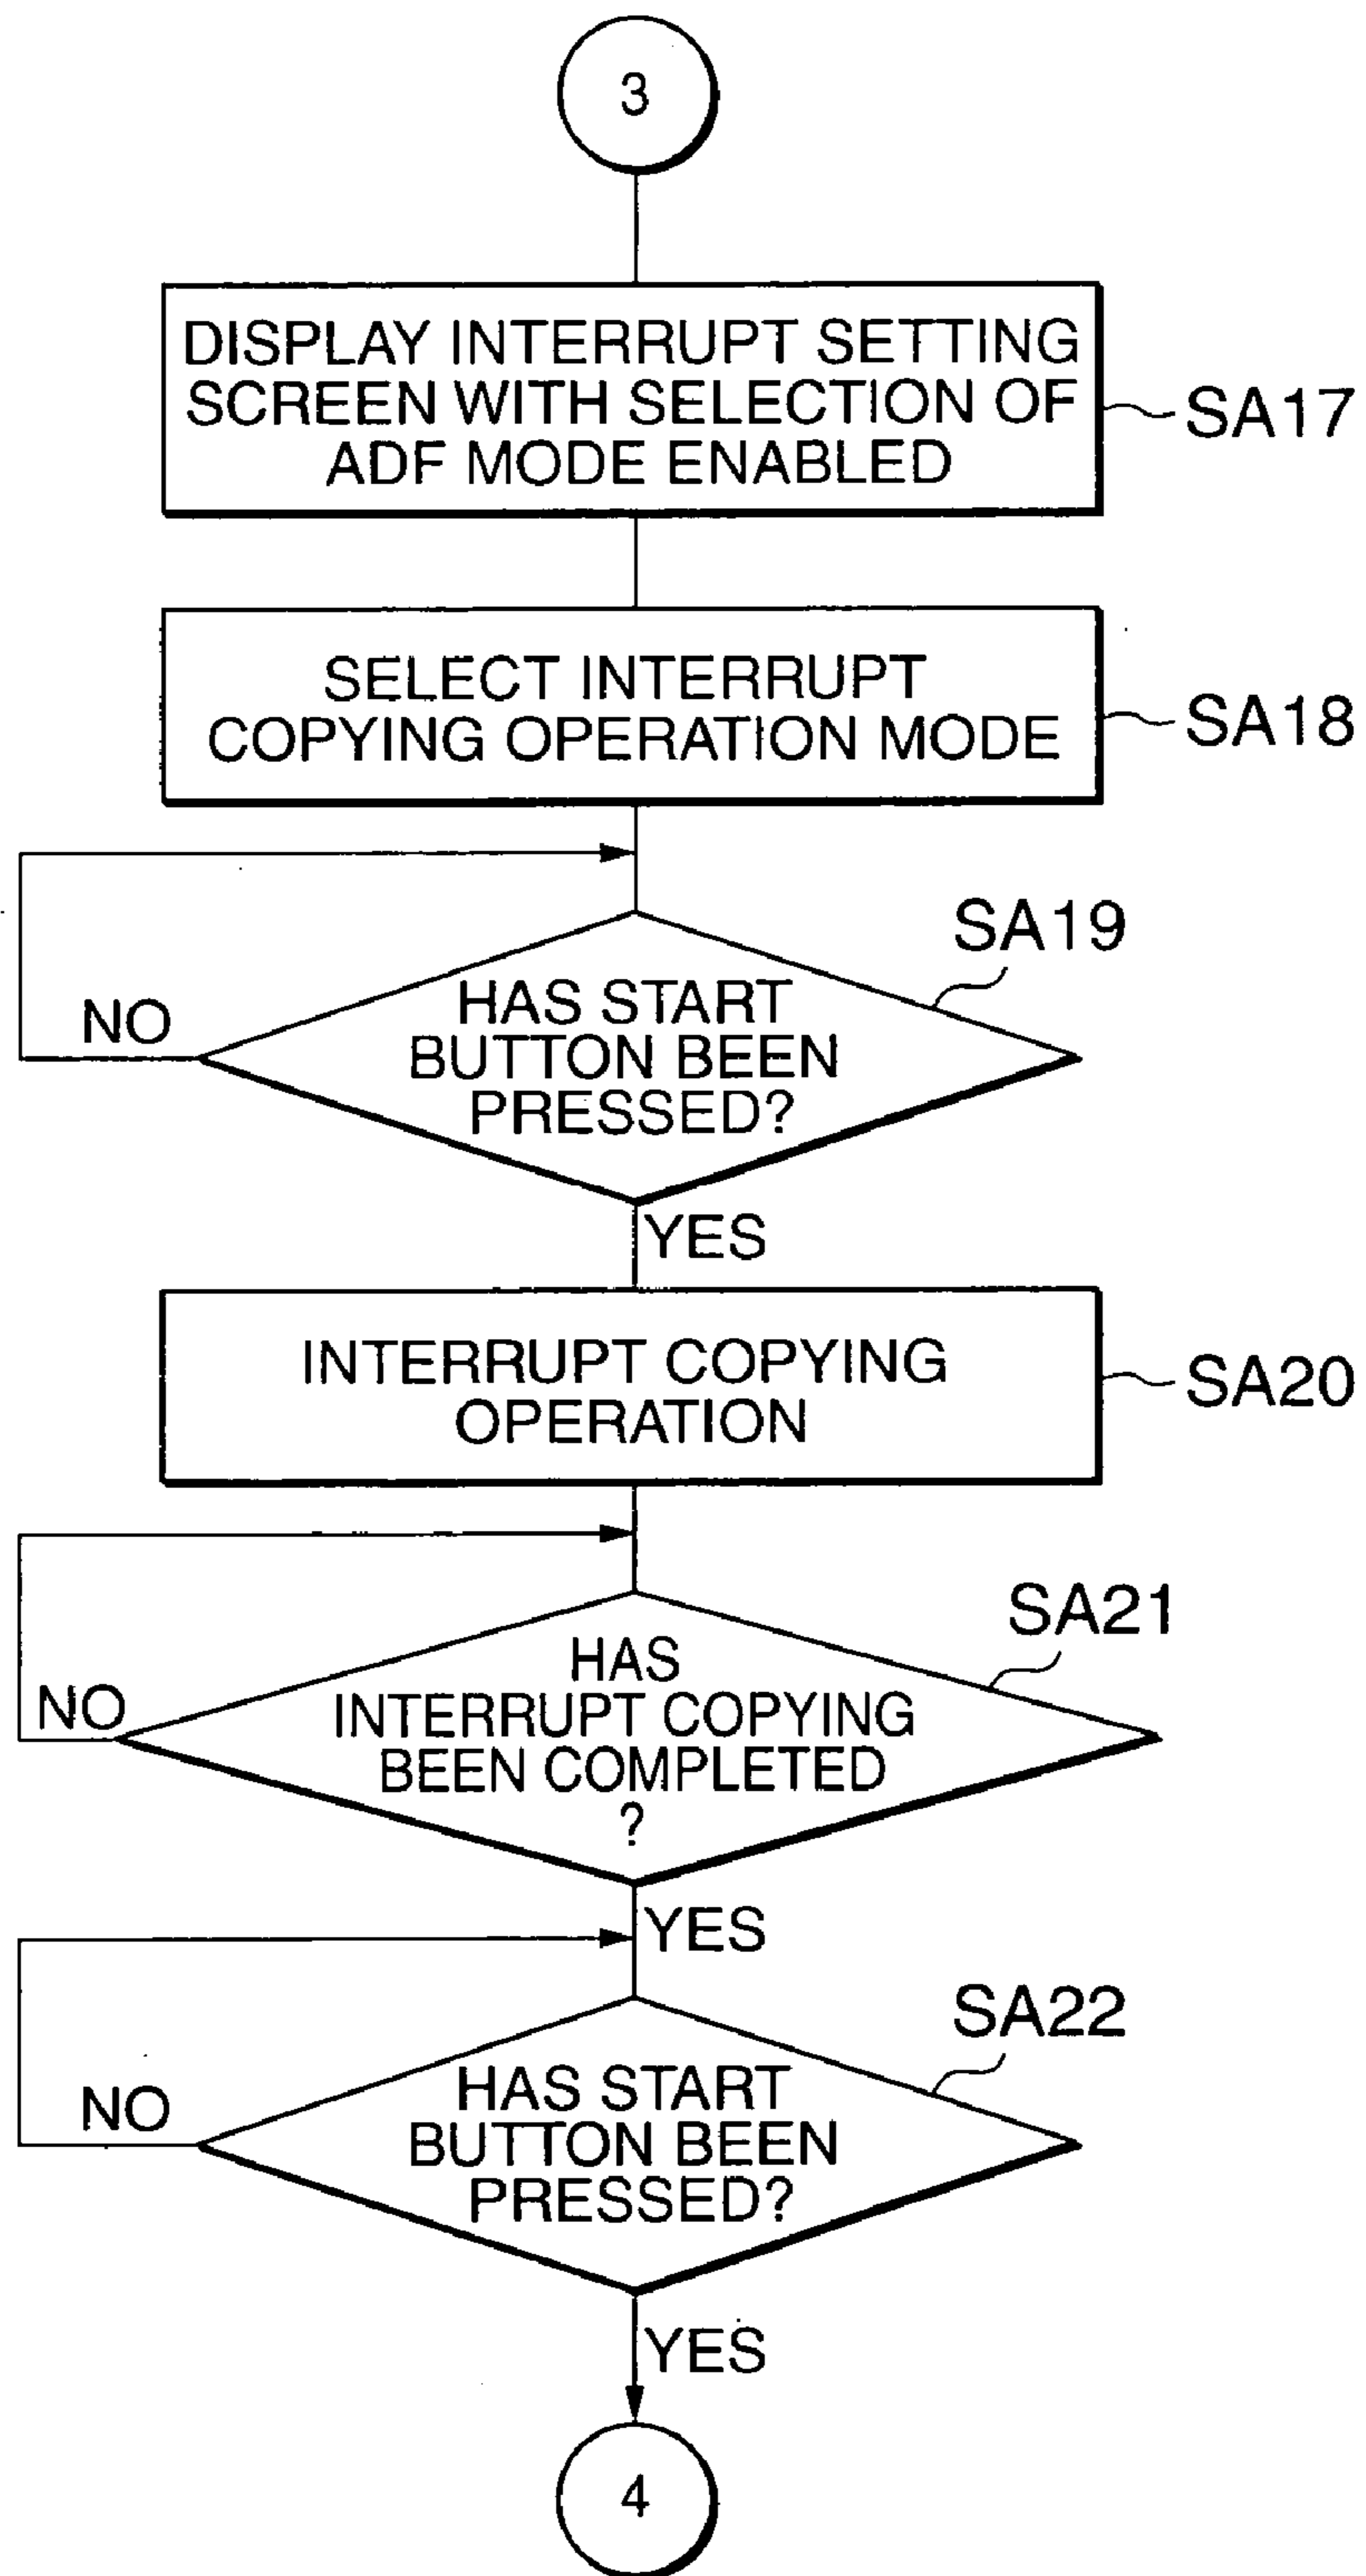 3
DISPLAY INTERRUPT SETTING
SCREEN WITH SELECTION OF
ADF MODE ENABLED
SA17
SELECT INTERRUPT
COPYING OPERATION MODE
SA18
SA19
HAS START
BUTTON BEEN
PRESSED?
NO
YES
INTERRUPT COPYING
OPERATION
SA20
SA21
HAS
INTERRUPT COPYING
BEEN COMPLETED
?
NO
YES
SA22
HAS START
BUTTON BEEN
PRESSED?
NO
YES
4